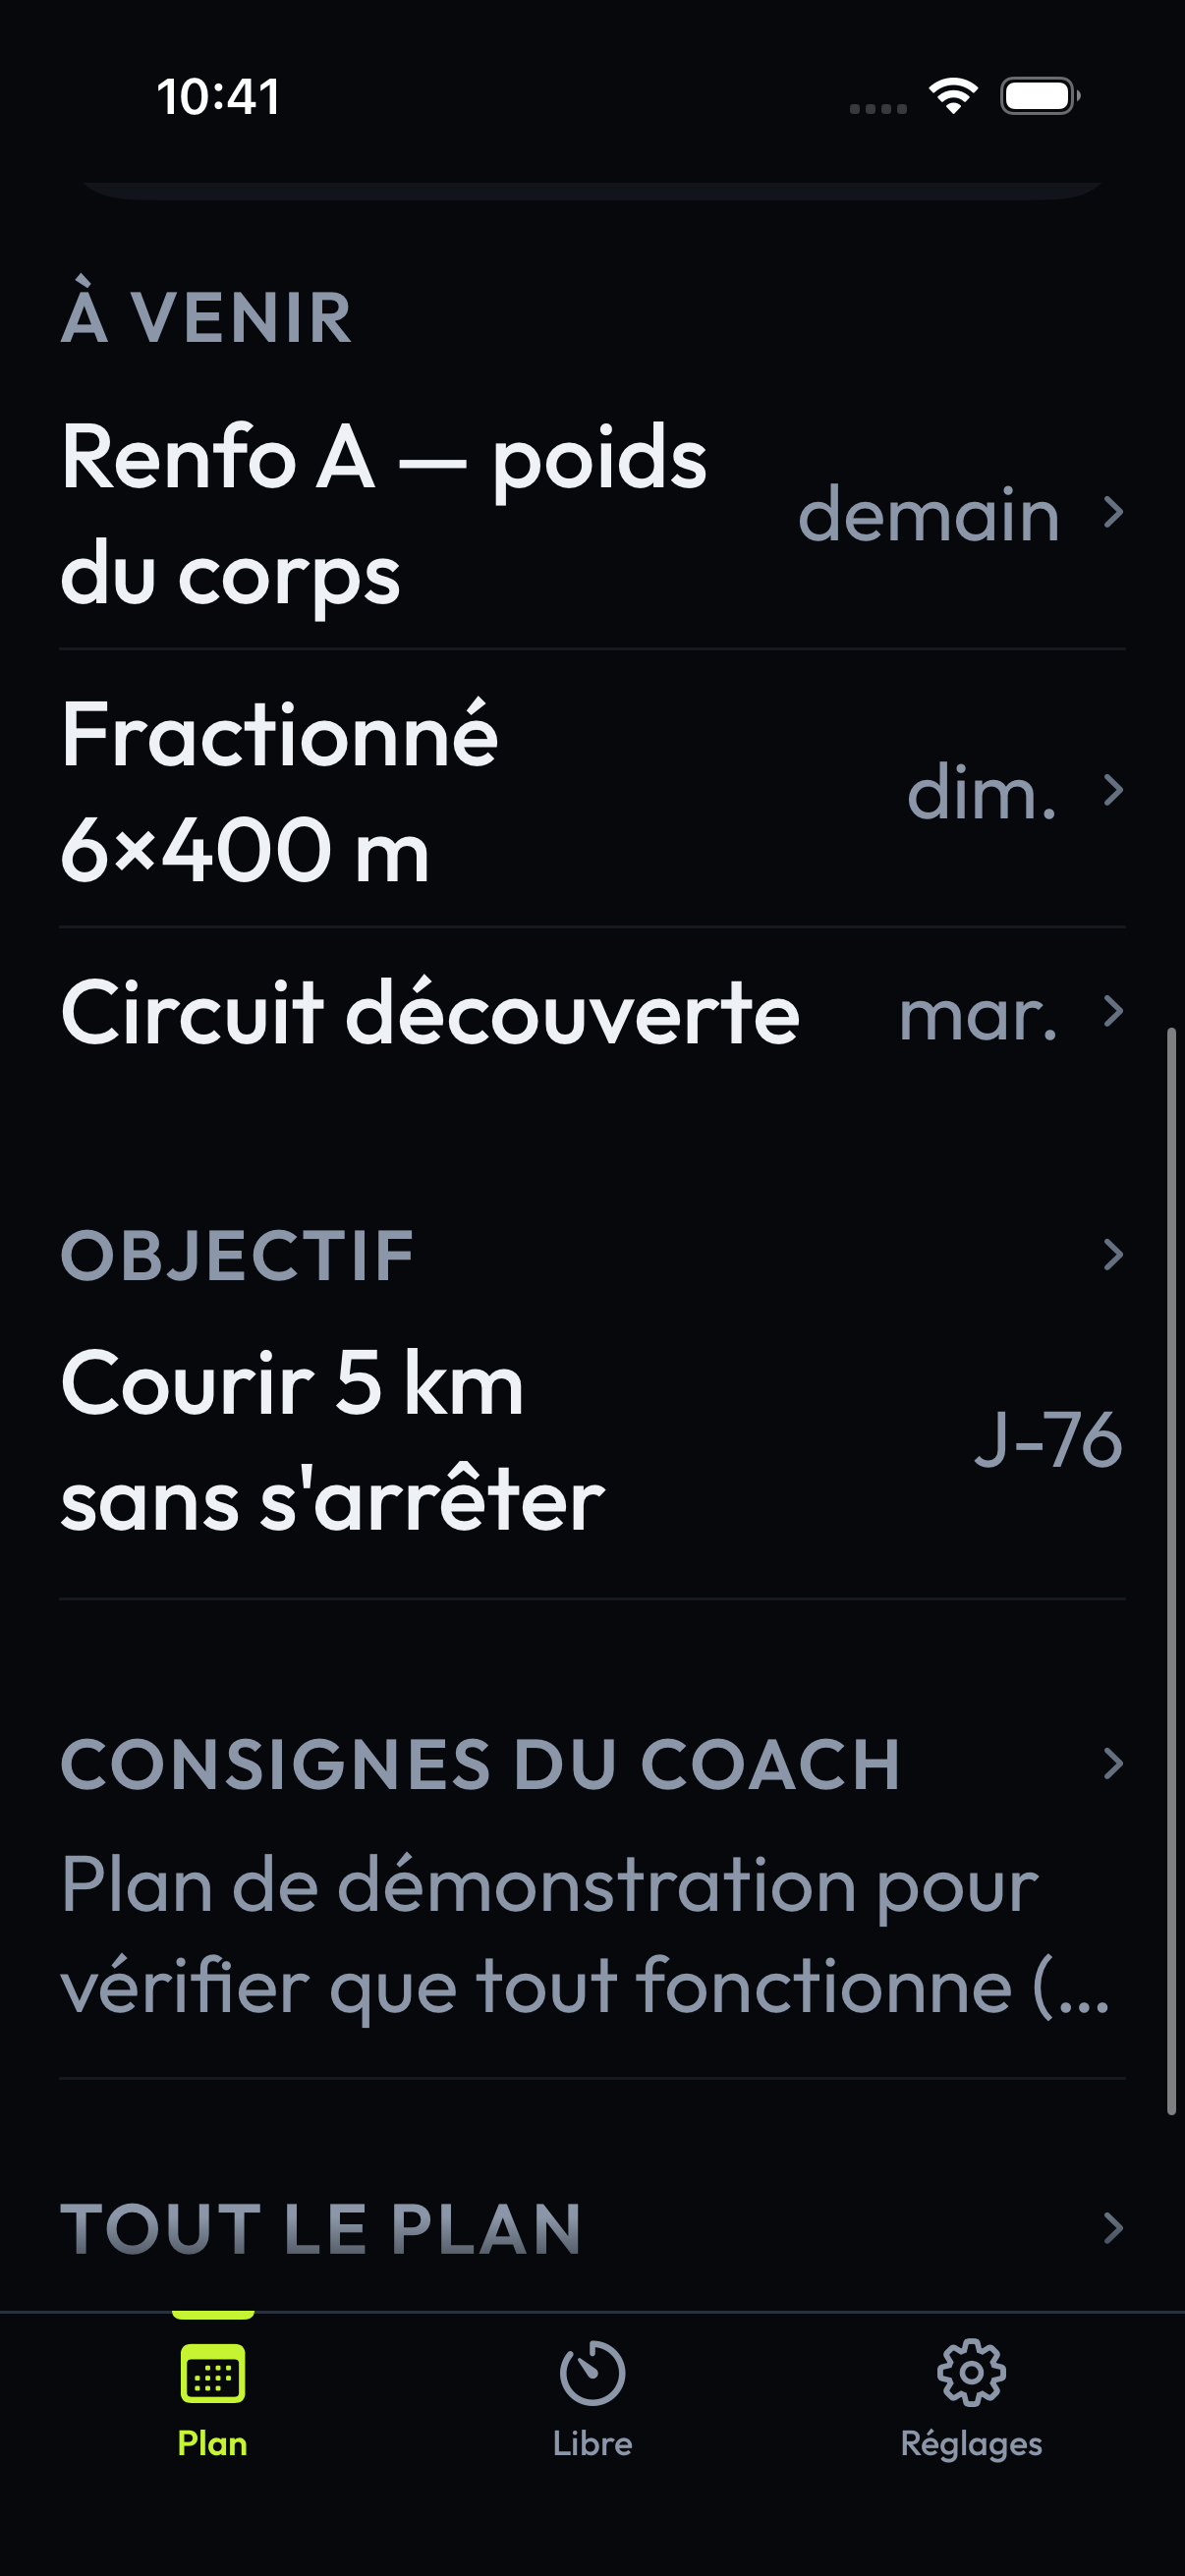 10:41
À VENIR
Renfo A — poids
du corps
demain
Fractionné
6×400 m
dim.
Circuit découverte
mar.
OBJECTIF
Courir 5 km
sans s'arrêter
J-76
CONSIGNES DU COACH
Plan de démonstration pour
vérifier que tout fonctionne (…
TOUT LE PLAN
Plan
Libre
Réglages